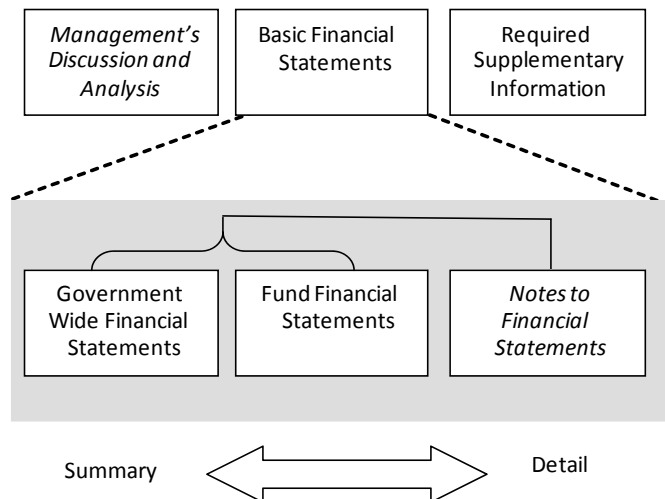 Management's
Discussion and
Analysis
Basic Financial
Statements
Required
Supplementary
Information
Government
Wide Financial
Statements
Fund Financial
Statements
Notes to
Financial
Statements
Summary
Detail